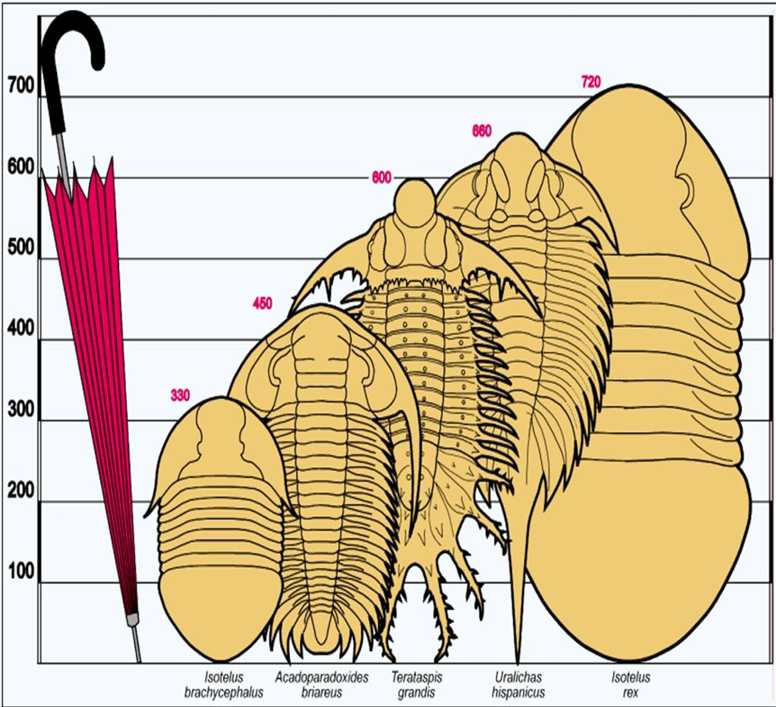 720
700
660
600
600
500
450
400
330
300
200
100
Isotelus
brachycephalus
Acadoparadoxides
briareus
Terataspis
grandis
Uralichas
hispanicus
Isotelus
rex